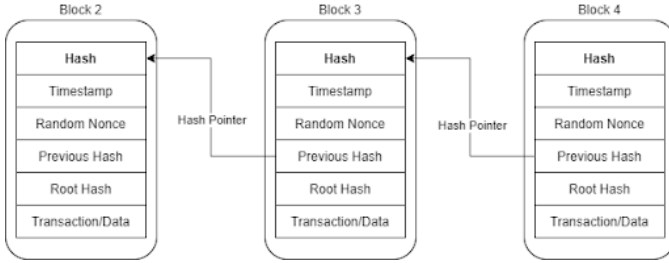 Block 2
Hash
Timestamp
Random Nonce
Previous Hash
Root Hash
Transaction/Data
Hash Pointer
Block 3
Hash
Timestamp
Random Nonce
Previous Hash
Root Hash
Transaction/Data
Hash Pointer
Block 4
Hash
Timestamp
Random Nonce
Previous Hash
Root Hash
Transaction/Data